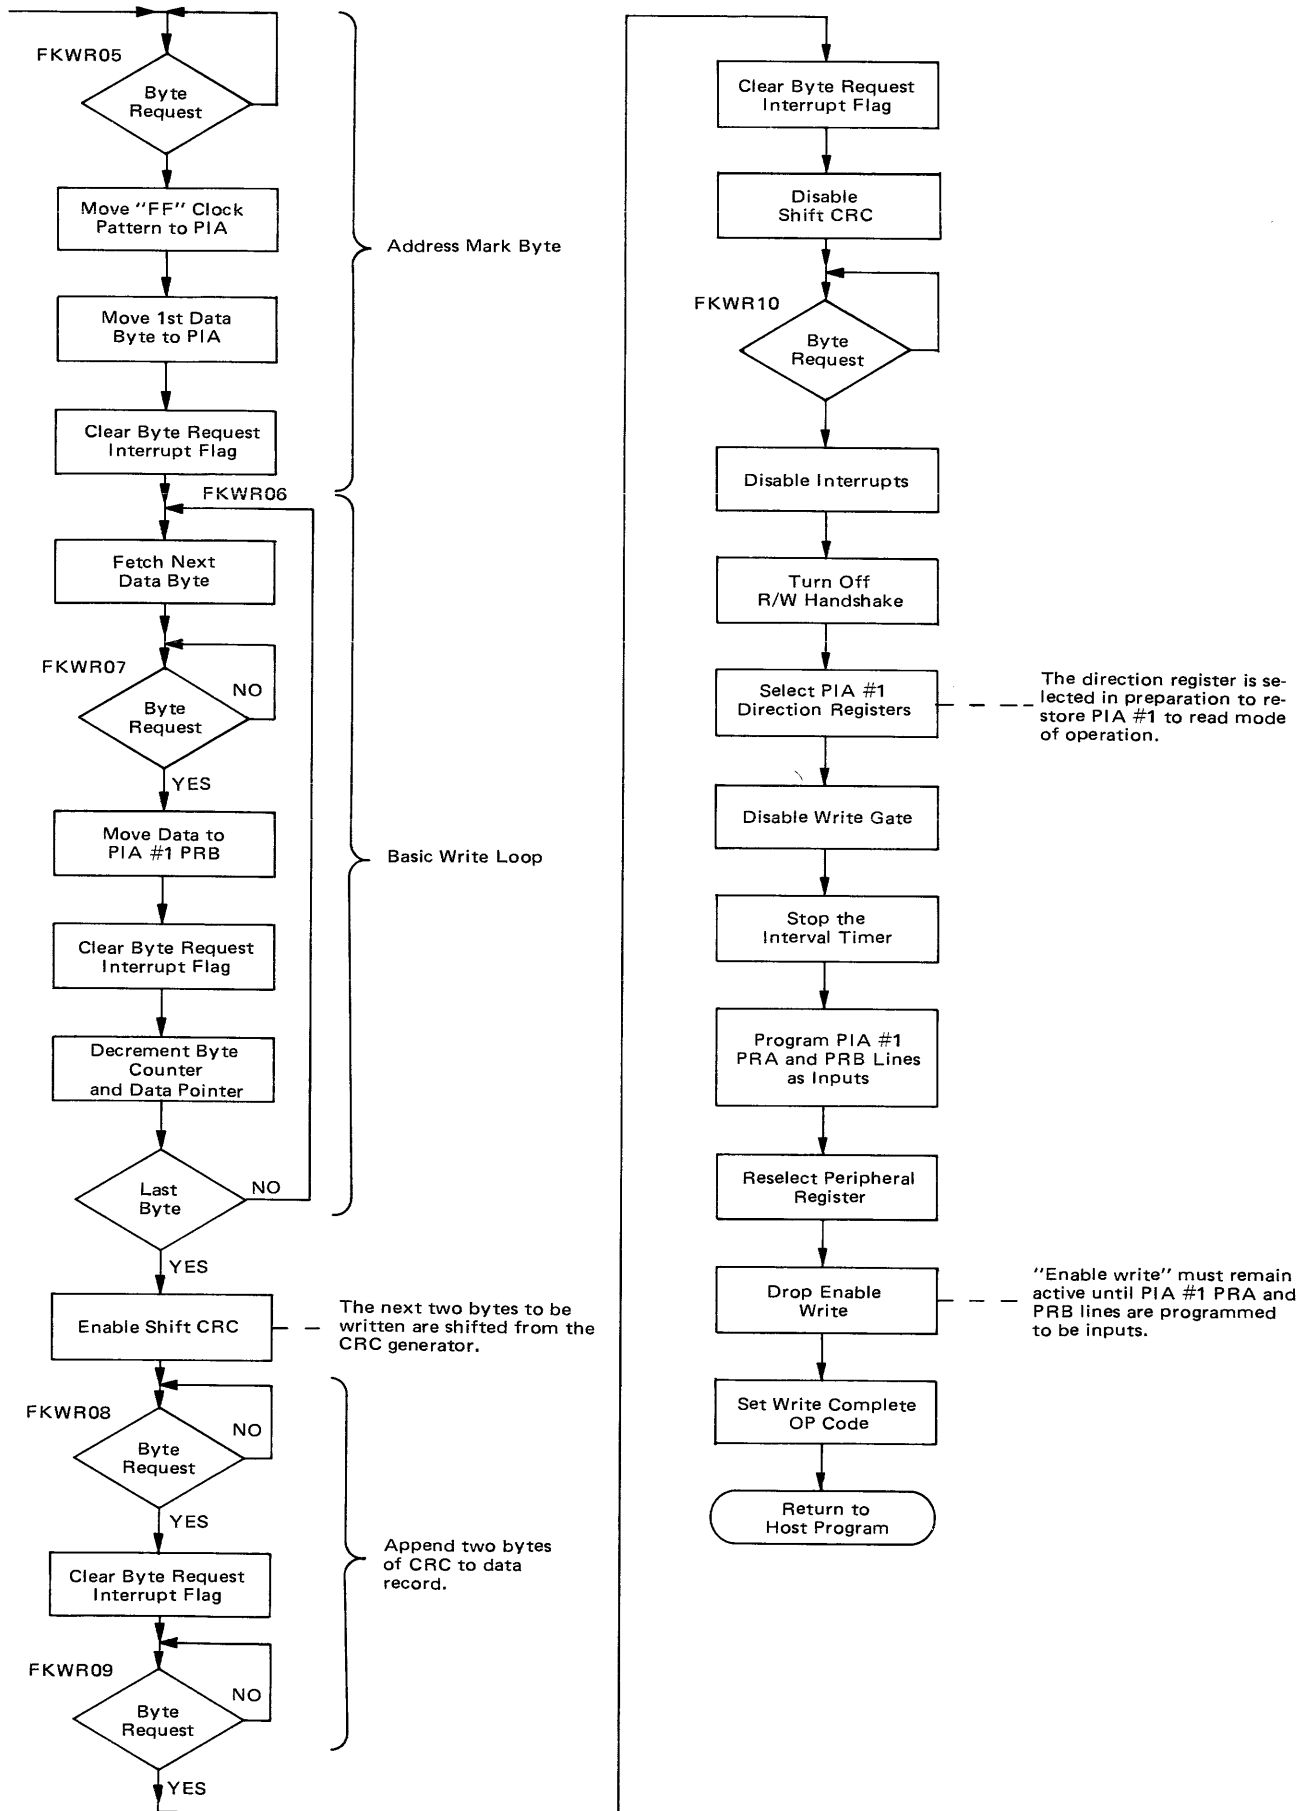 FKWR05
Byte
Request
Move "FF" Clock
Pattern to PIA
Address Mark Byte
Move 1st Data
Byte to PIA
Clear Byte Request
Interrupt Flag
FKWR06
Fetch Next
Data Byte
FKWR07
NO
Byte
Request
YES
Move Data to
PIA #1 PRB
Basic Write Loop
Clear Byte Request
Interrupt Flag
Decrement Byte
Counter
and Data Pointer
Last
Byte
NO
YES
Enable Shift CRC
The next two bytes to be
written are shifted from the
CRC generator.
FKWR08
NO
Byte
Request
YES
Clear Byte Request
Interrupt Flag
Append two bytes
of CRC to data
record.
FKWR09
NO
Byte
Request
YES
Clear Byte Request
Interrupt Flag
Disable
Shift CRC
FKWR10
Byte
Request
Disable Interrupts
Turn Off
R/W Handshake
Select PIA #1
Direction Registers
The direction register is se-
lected in preparation to re-
store PIA #1 to read mode
of operation.
Disable Write Gate
Stop the
Interval Timer
Program PIA #1
PRA and PRB Lines
as Inputs
Reselect Peripheral
Register
Drop Enable
Write
"Enable write" must remain
active until PIA #1 PRA and
PRB lines are programmed
to be inputs.
Set Write Complete
OP Code
Return to
Host Program